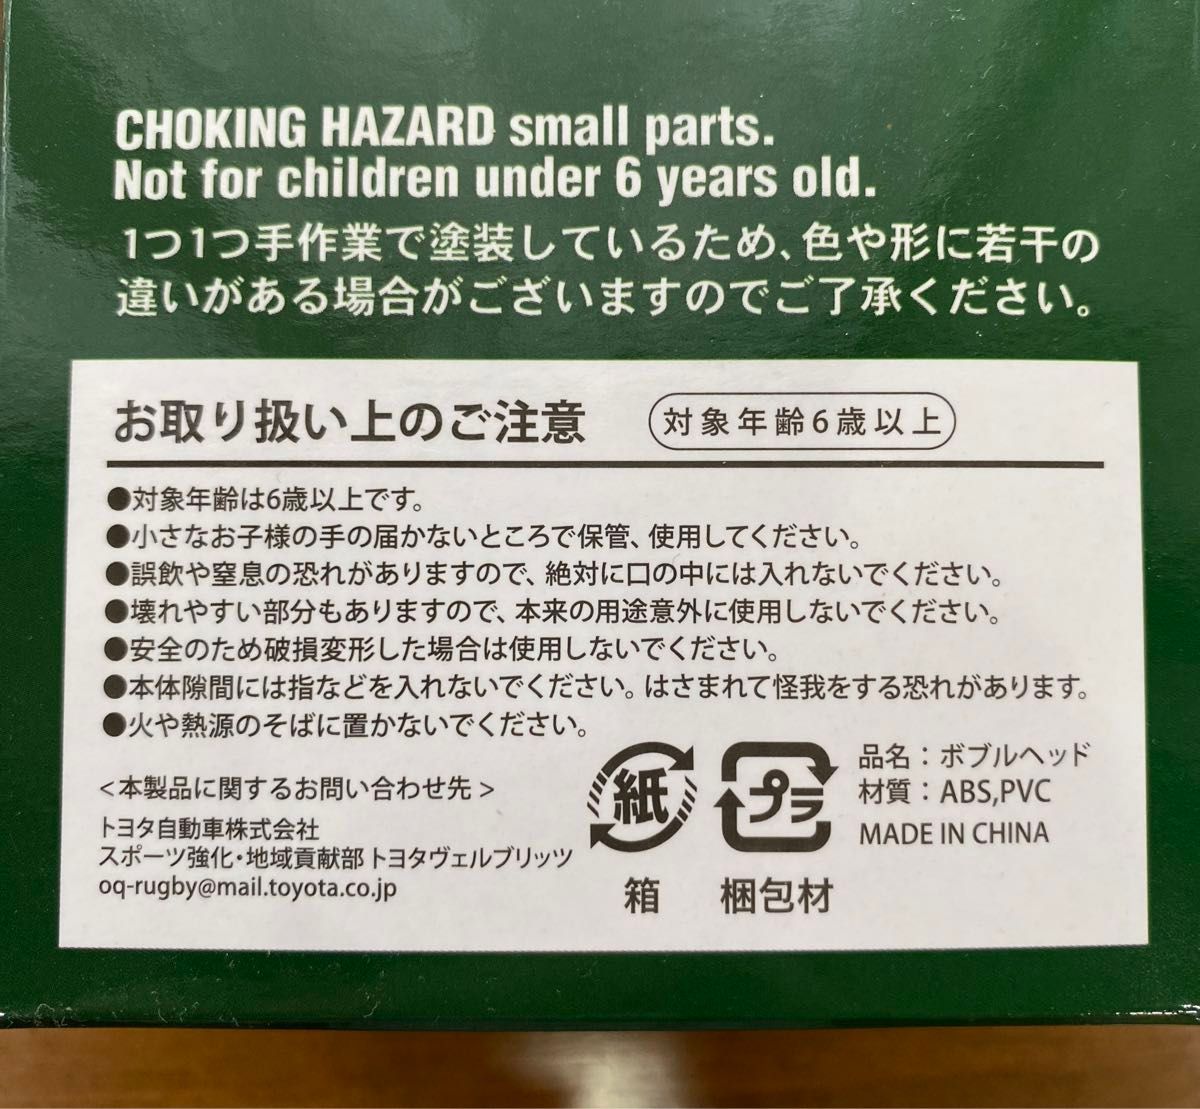 CHOKING HAZARD small parts.
Not for children under 6 years old.
1つ1つ手作業で塗装しているため、色や形に若干の
違いがある場合がございますのでご了承ください。
お取り扱い上のご注意
対象年齢6歳以上
●対象年齢は6歳以上です。
●小さなお子様の手の届かないところで保管、使用してください。
●誤飲や窒息の恐れがありますので、絶対に口の中には入れないでください。
●壊れやすい部分もありますので、本来の用途意外に使用しないでください。
●安全のため破損変形した場合は使用しないでください。
●本体隙間には指などを入れないでください。はさまれて怪我をする恐れがあります。
●火や熱源のそばに置かないでください。
<本製品に関するお問い合わせ先>
トヨタ自動車株式会社
スポーツ強化・地域貢献部 トヨタヴェルブリッツ
oq-rugby@mail.toyota.co.jp
紙
箱
プラ
梱包材
品名：ボブルヘッド
材質：ABS,PVC
MADE IN CHINA